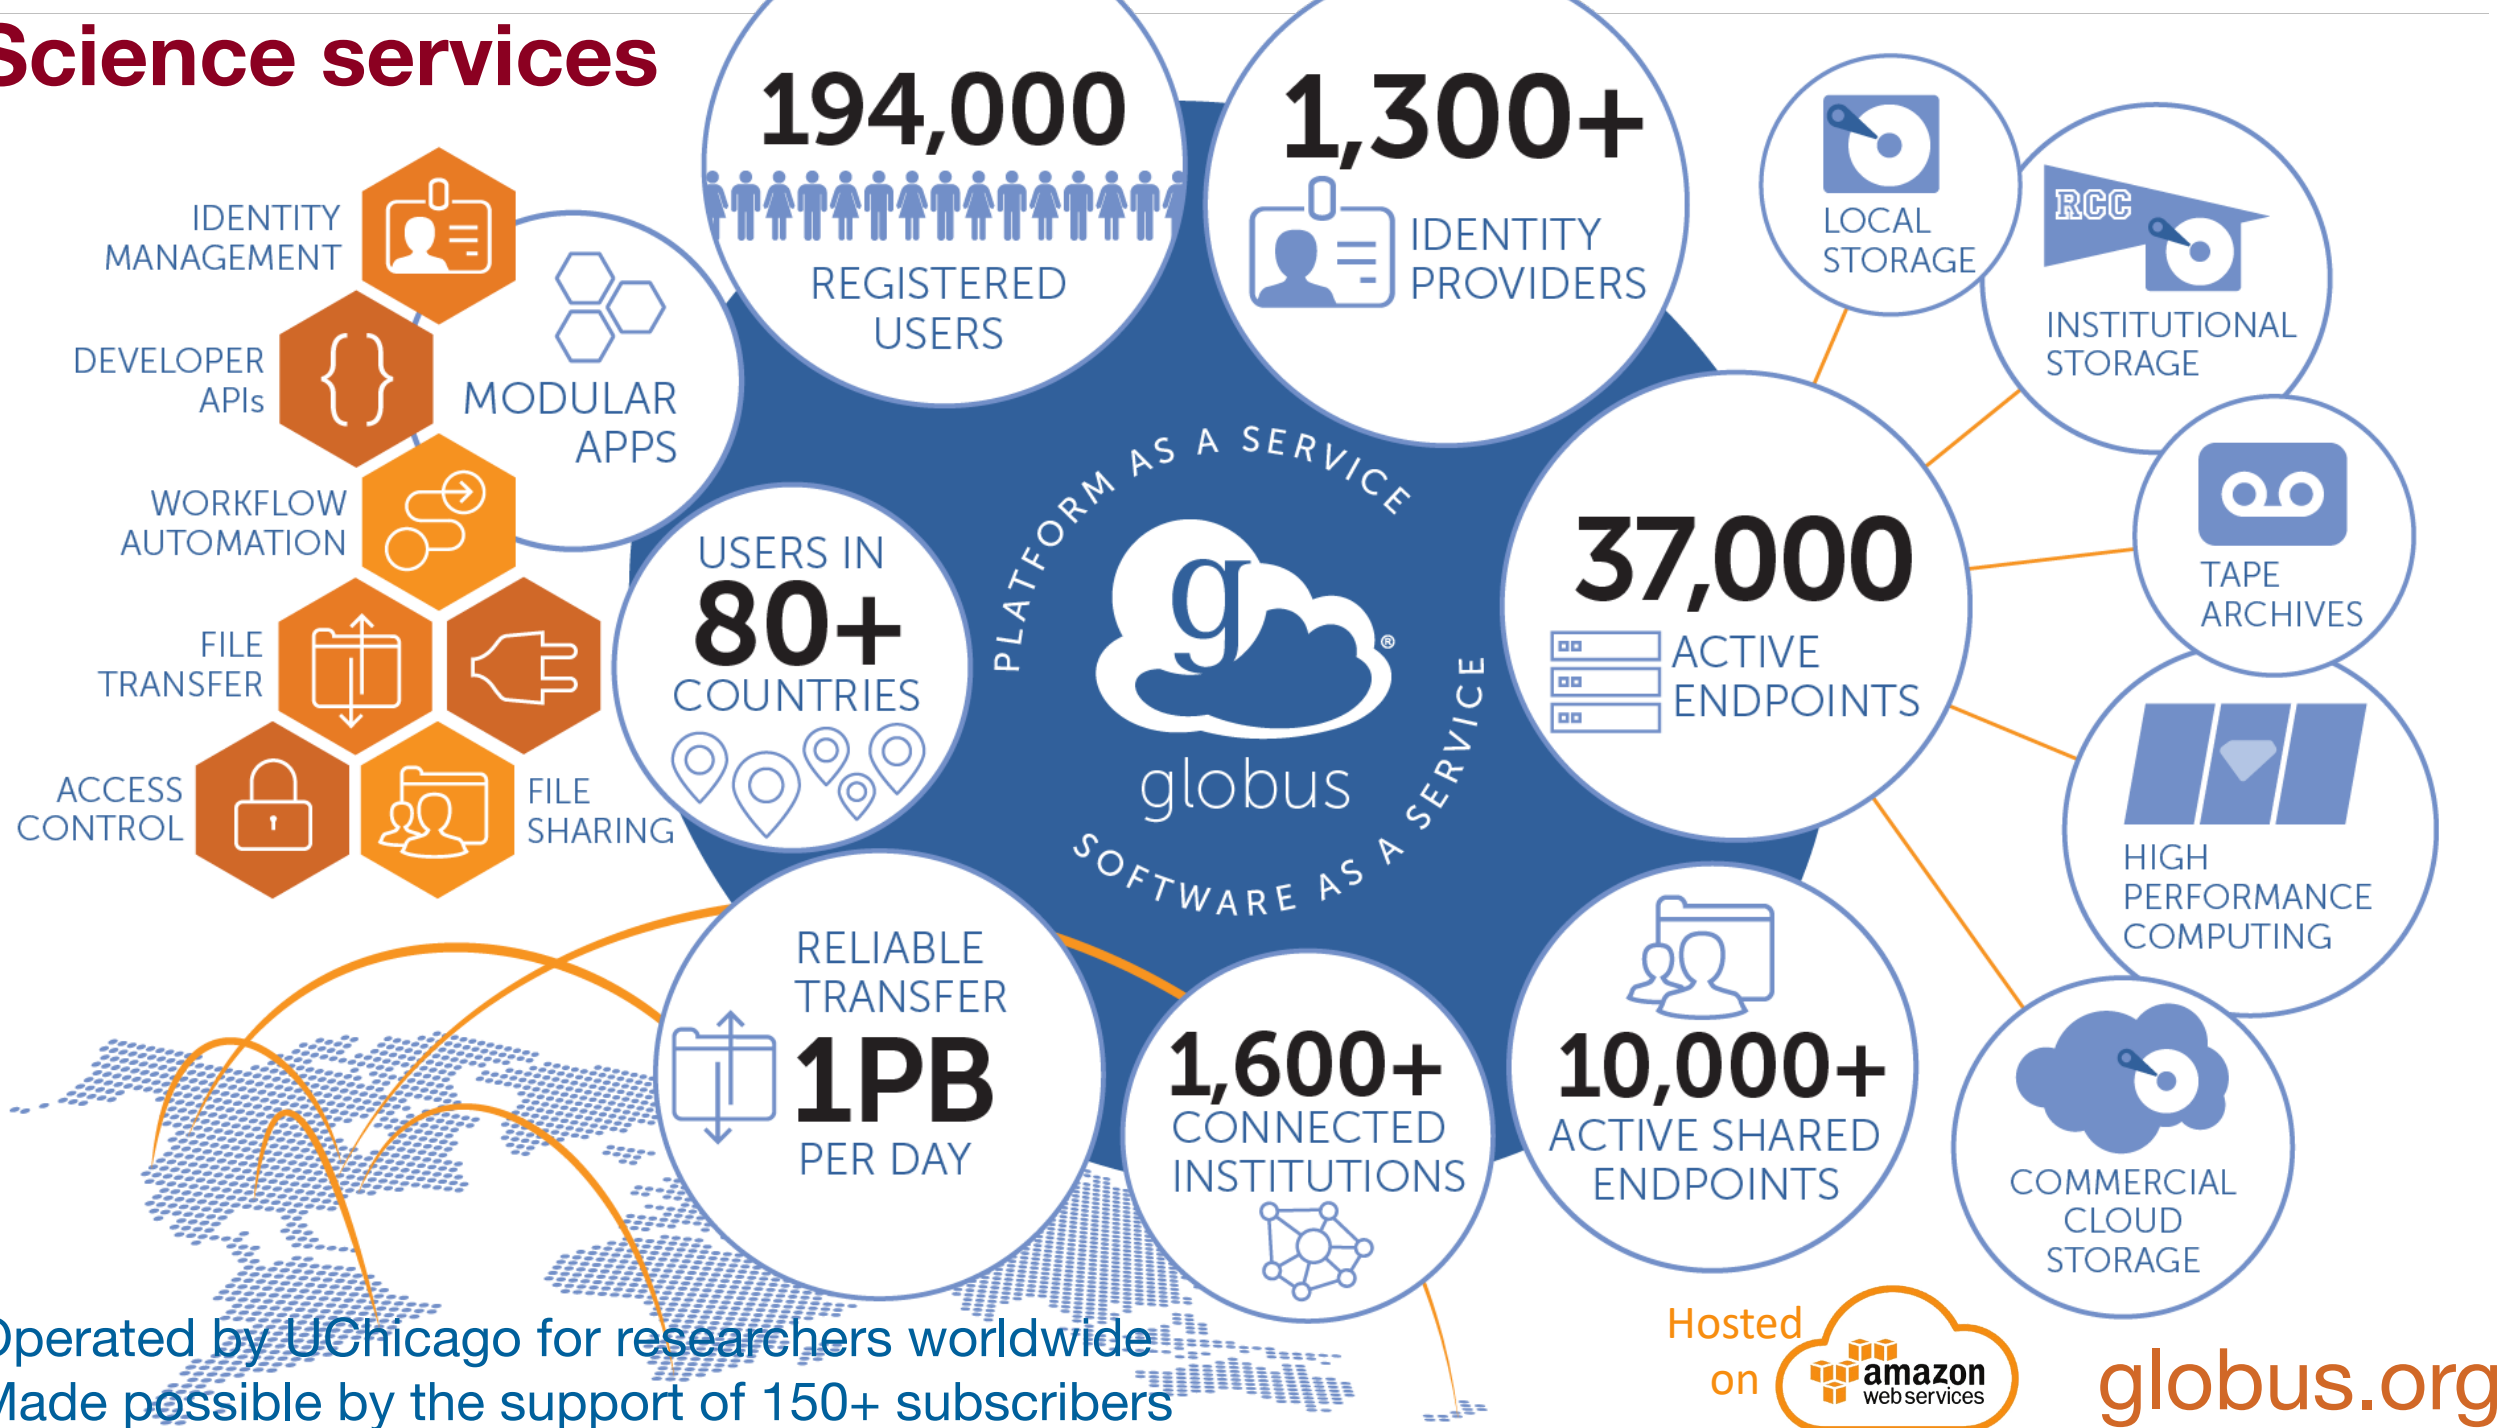 Science services
194,000
REGISTERED
USERS
1,300+
IDENTITY
PROVIDERS
LOCAL
STORAGE
RCC
INSTITUTIONAL
STORAGE
IDENTITY
MANAGEMENT
DEVELOPER
APIs
MODULAR
APPS
WORKFLOW
AUTOMATION
FILE
TRANSFER
ACCESS
CONTROL
FILE
SHARING
USERS IN
80+
COUNTRIES
PLATFORM AS A SERVICE
g
®
globus
SOFTWARE AS A SERVICE
37,000
ACTIVE
ENDPOINTS
TAPE
ARCHIVES
HIGH
PERFORMANCE
COMPUTING
RELIABLE
TRANSFER
1PB
PER DAY
1,600+
CONNECTED
INSTITUTIONS
10,000+
ACTIVE SHARED
ENDPOINTS
COMMERCIAL
CLOUD
STORAGE
Operated by UChicago for researchers worldwide
Made possible by the support of 150+ subscribers
Hosted
on
amazon
web services
globus.org